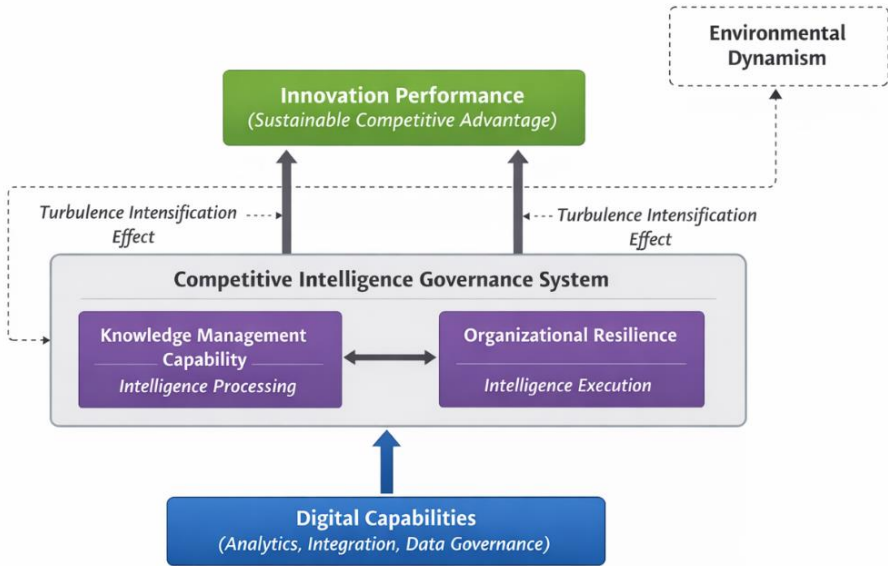 Environmental
Dynamism
Innovation Performance
(Sustainable Competitive Advantage)
Turbulence Intensification
Effect
Turbulence Intensification
Effect
Competitive Intelligence Governance System
Knowledge Management
Capability
Intelligence Processing
Organizational Resilience
Intelligence Execution
Digital Capabilities
(Analytics, Integration, Data Governance)